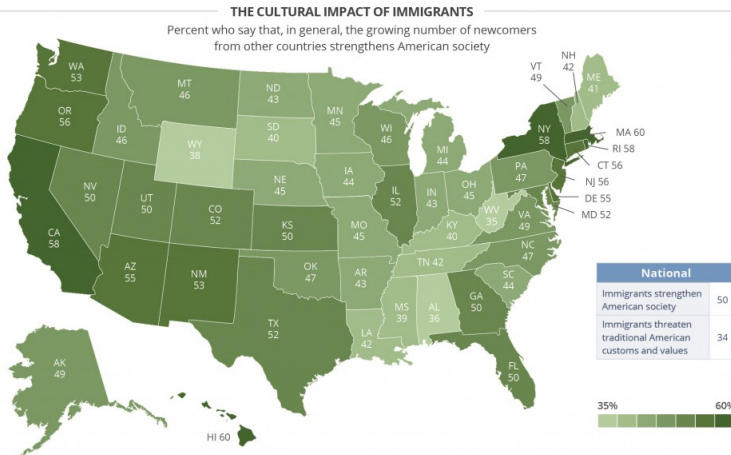 THE CULTURAL IMPACT OF IMMIGRANTS
Percent who say that, in general, the growing number of newcomers
from other countries strengthens American society
WA
53
OR
56
CA
58
NV
50
ID
46
MT
46
WY
38
UT
50
AZ
55
CO
52
NM
53
ND
43
SD
40
NE
45
KS
50
OK
47
TX
52
MN
45
IA
44
MO
45
AR
43
LA
42
WI
46
IL
52
MI
44
IN
43
OH
45
KY
40
TN 42
MS
39
AL
36
GA
50
FL
50
SC
44
NC
47
VA
49
WV
35
PA
47
NY
58
VT
49
NH
42
ME
41
MA 60
RI 58
CT 56
NJ 56
DE 55
MD 52
AK
49
HI 60
National
Immigrants strengthen
American society
50
Immigrants threaten
traditional American
customs and values
34
35%
60%